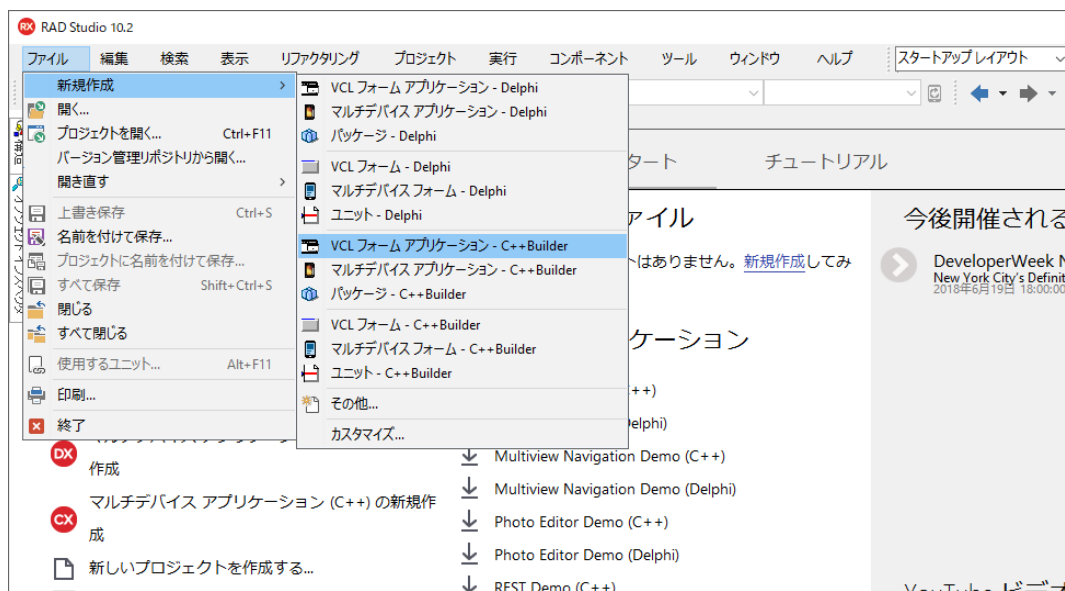 RX RAD Studio 10.2
ファイル 編集 検索 表示 リファクタリング プロジェクト 実行 コンポーネント ツール ウィンドウ ヘルプ スタートアップ レイアウト
新規作成
開く...
プロジェクトを開く... Ctrl+F11
バージョン管理リポジトリから開く...
開き直す
上書き保存 Ctrl+S
名前を付けて保存...
プロジェクトに名前を付けて保存...
すべて保存 Shift+Ctrl+S
閉じる
すべて閉じる
使用するユニット... Alt+F11
印刷...
終了
VCL フォーム アプリケーション - Delphi
マルチデバイス アプリケーション - Delphi
パッケージ - Delphi
VCL フォーム - Delphi
マルチデバイス フォーム - Delphi
ユニット - Delphi
VCL フォーム アプリケーション - C++Builder
マルチデバイス アプリケーション - C++Builder
パッケージ - C++Builder
VCL フォーム - C++Builder
マルチデバイス フォーム - C++Builder
ユニット - C++Builder
その他...
カスタマイズ...
タート チュートリアル
ァイル
はありません。新規作成してみ
ケーション
++)
elphi)
Multiview Navigation Demo (C++)
Multiview Navigation Demo (Delphi)
Photo Editor Demo (C++)
Photo Editor Demo (Delphi)
REST Demo (C++)
DX
作成
CX マルチデバイス アプリケーション (C++) の新規作
成
新しいプロジェクトを作成する...
今後開催される
DeveloperWeek N
New York City's Definit
2018年6月19日 18:00:00
YouTube ビデオ